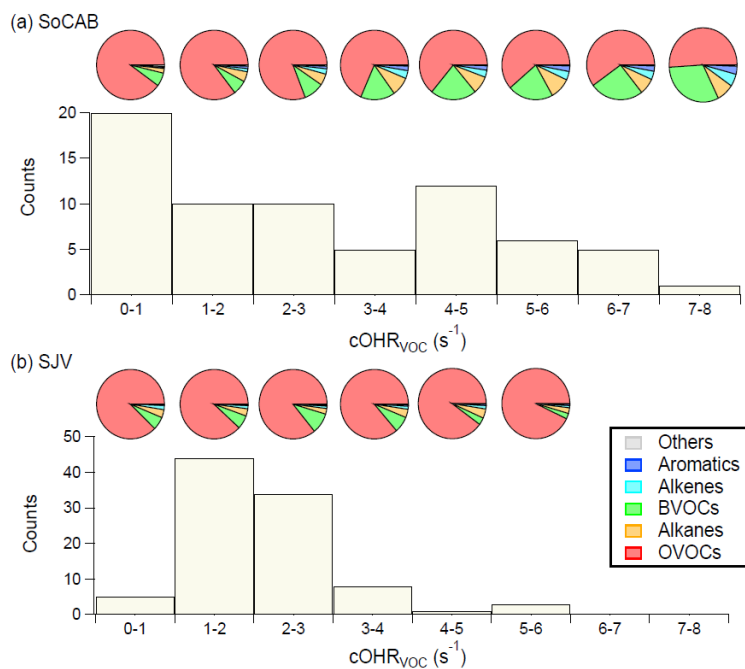 (a) SoCAB
20
15
10
5
0
Counts
0-1 1-2 2-3 3-4 4-5 5-6 6-7 7-8
cOHRVOC (s-1)
(b) SJV
50
40
30
20
10
0
Counts
0-1 1-2 2-3 3-4 4-5 5-6 6-7 7-8
cOHRVOC (s-1)
Others
Aromatics
Alkenes
BVOCs
Alkanes
OVOCs